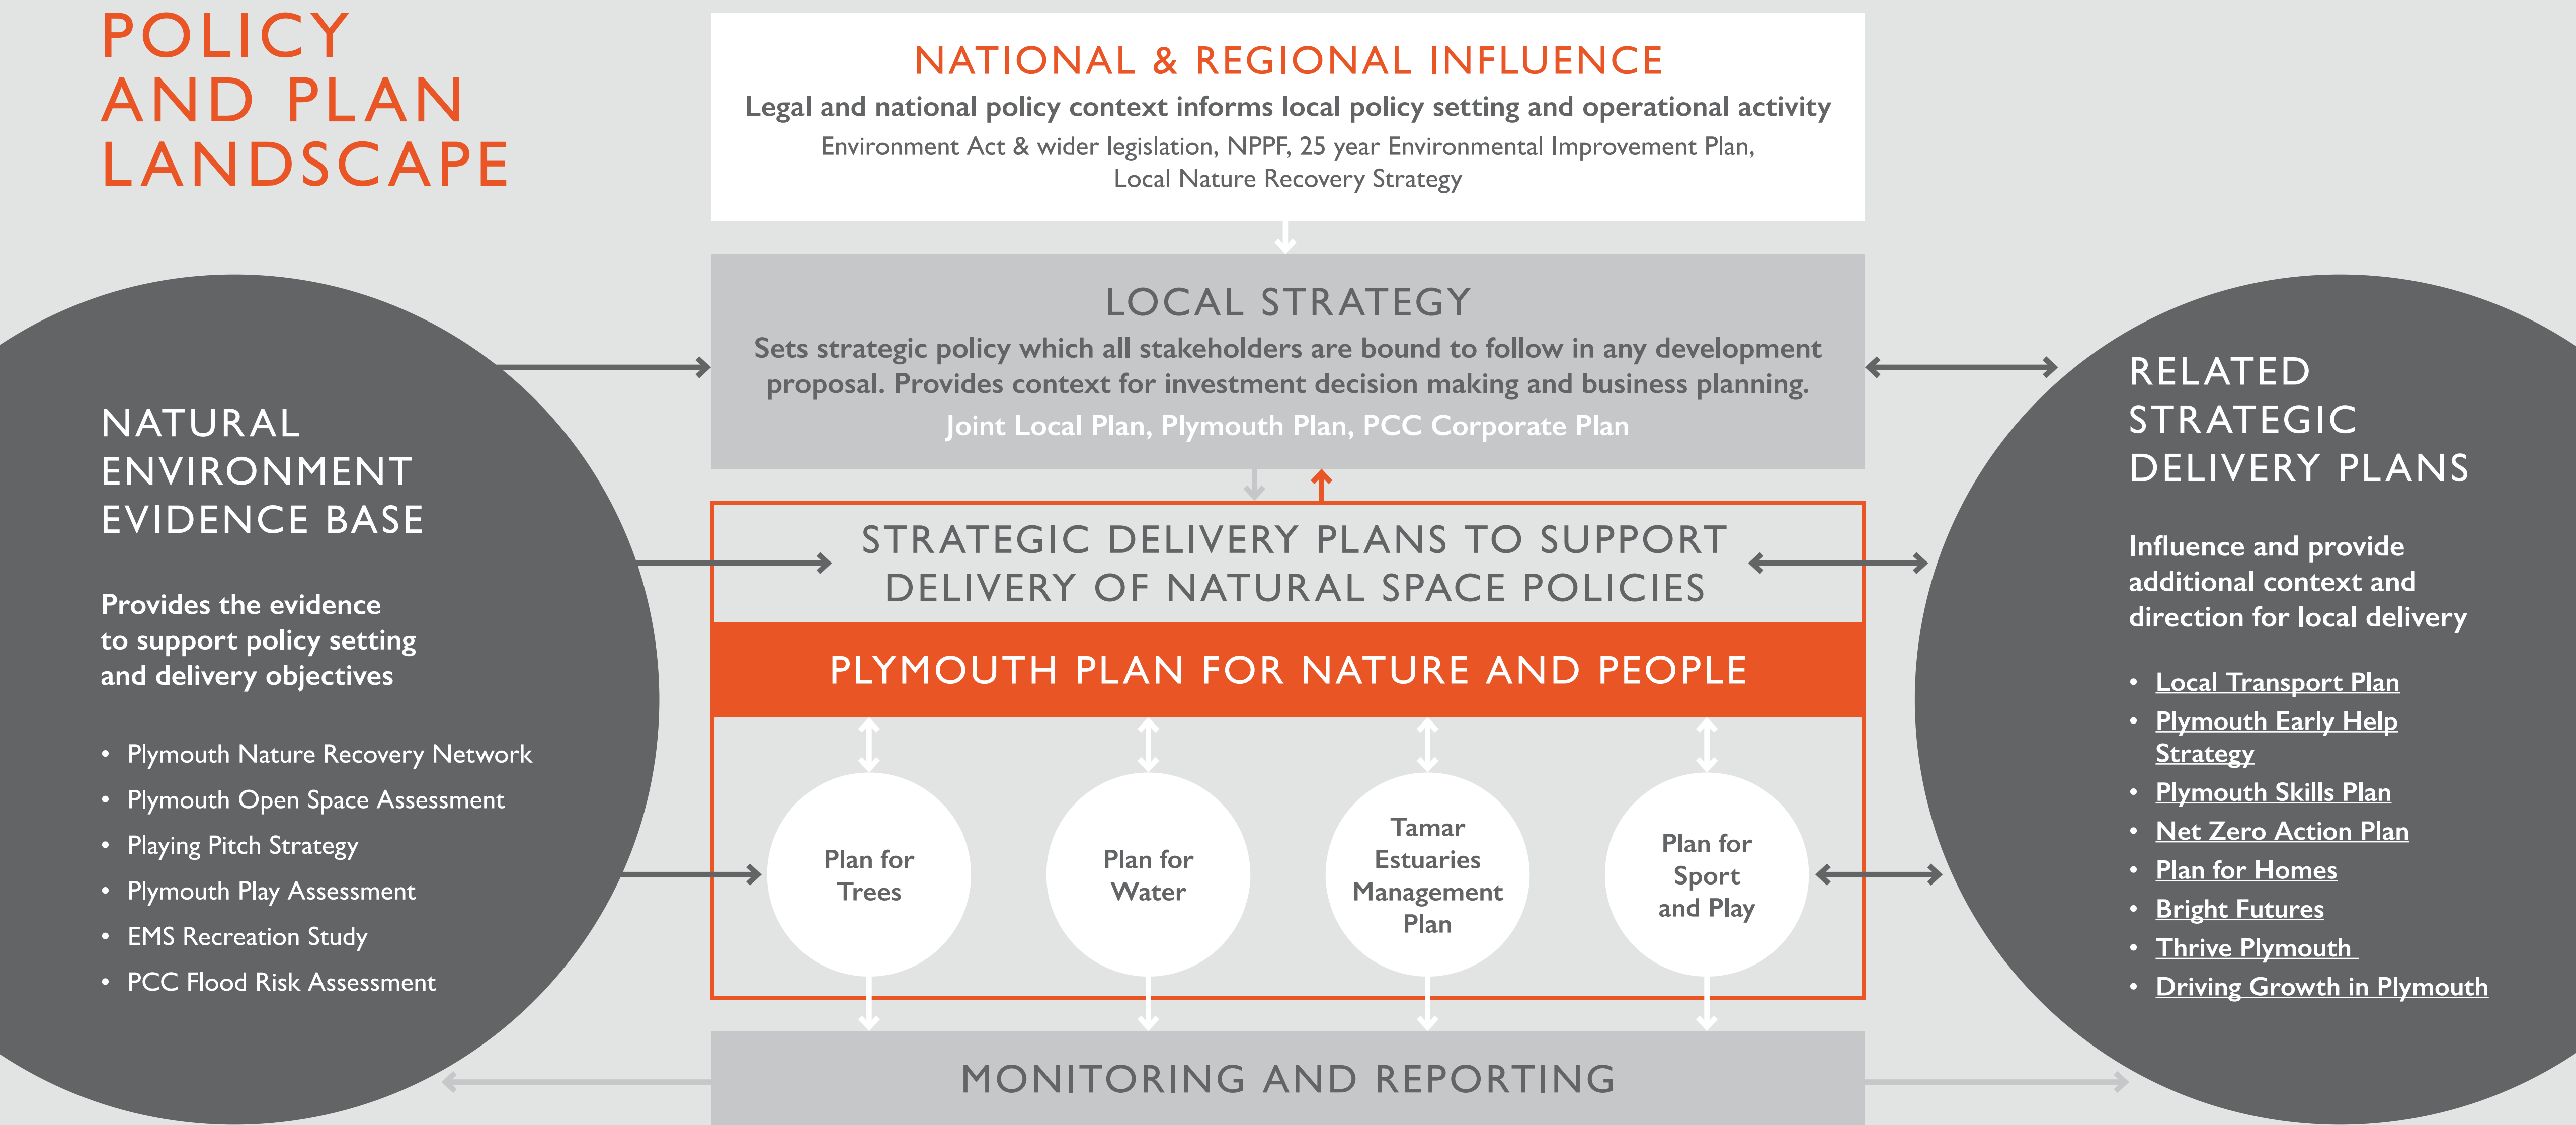 POLICY
AND PLAN
LANDSCAPE
NATIONAL & REGIONAL INFLUENCE
Legal and national policy context informs local policy setting and operational activity
Environment Act & wider legislation, NPPF, 25 year Environmental Improvement Plan,
Local Nature Recovery Strategy
LOCAL STRATEGY
Sets strategic policy which all stakeholders are bound to follow in any development
proposal. Provides context for investment decision making and business planning.
Joint Local Plan, Plymouth Plan, PCC Corporate Plan
NATURAL
ENVIRONMENT
EVIDENCE BASE
Provides the evidence
to support policy setting
and delivery objectives
• Plymouth Nature Recovery Network
• Plymouth Open Space Assessment
• Playing Pitch Strategy
• Plymouth Play Assessment
• EMS Recreation Study
• PCC Flood Risk Assessment
STRATEGIC DELIVERY PLANS TO SUPPORT
DELIVERY OF NATURAL SPACE POLICIES
PLYMOUTH PLAN FOR NATURE AND PEOPLE
Plan for
Trees
Plan for
Water
Tamar
Estuaries
Management
Plan
Plan for
Sport
and Play
MONITORING AND REPORTING
RELATED
STRATEGIC
DELIVERY PLANS
Influence and provide
additional context and
direction for local delivery
• Local Transport Plan
• Plymouth Early Help
Strategy
• Plymouth Skills Plan
• Net Zero Action Plan
• Plan for Homes
• Bright Futures
• Thrive Plymouth
• Driving Growth in Plymouth